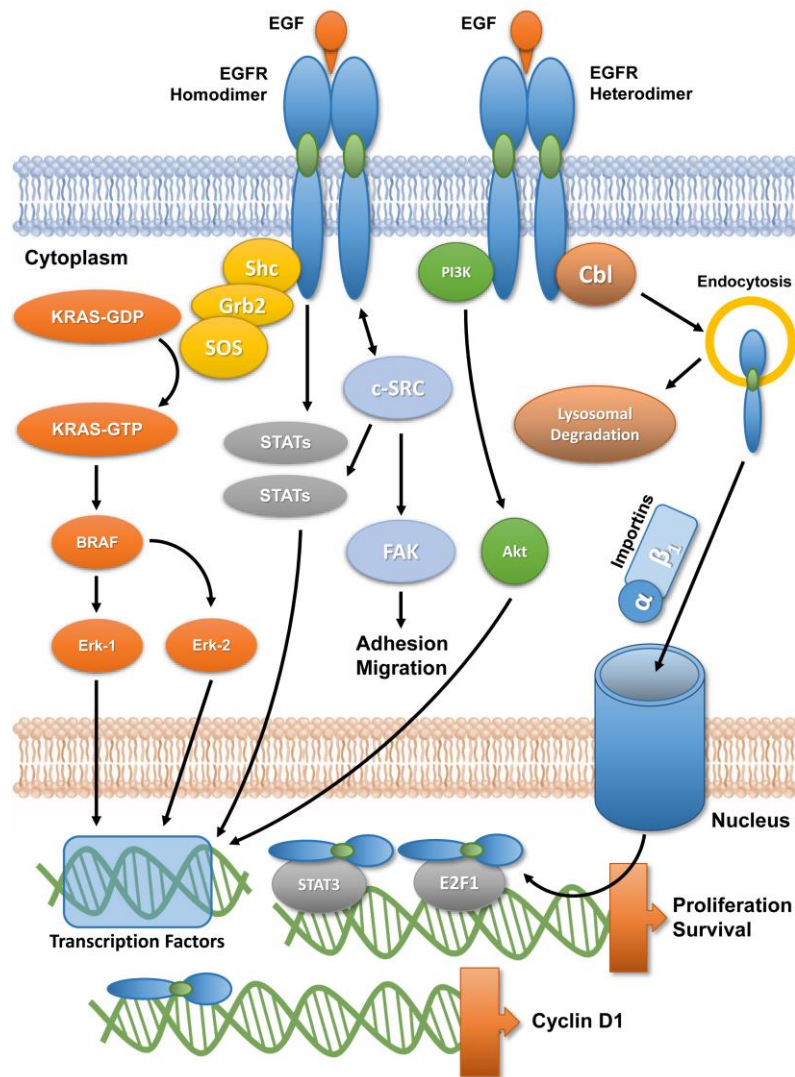 EGF
EGF
EGFR
Homodimer
EGFR
Heterodimer
Cytoplasm
Shc
Grb2
SOS
KRAS-GDP
KRAS-GTP
PI3K
Cbl
Endocytosis
c-SRC
STATs
STATs
Lysosomal
Degradation
BRAF
FAK
Akt
Importins
α
β1
Erk-1
Erk-2
Adhesion
Migration
Nucleus
STAT3
E2F1
Transcription Factors
Proliferation
Survival
Cyclin D1